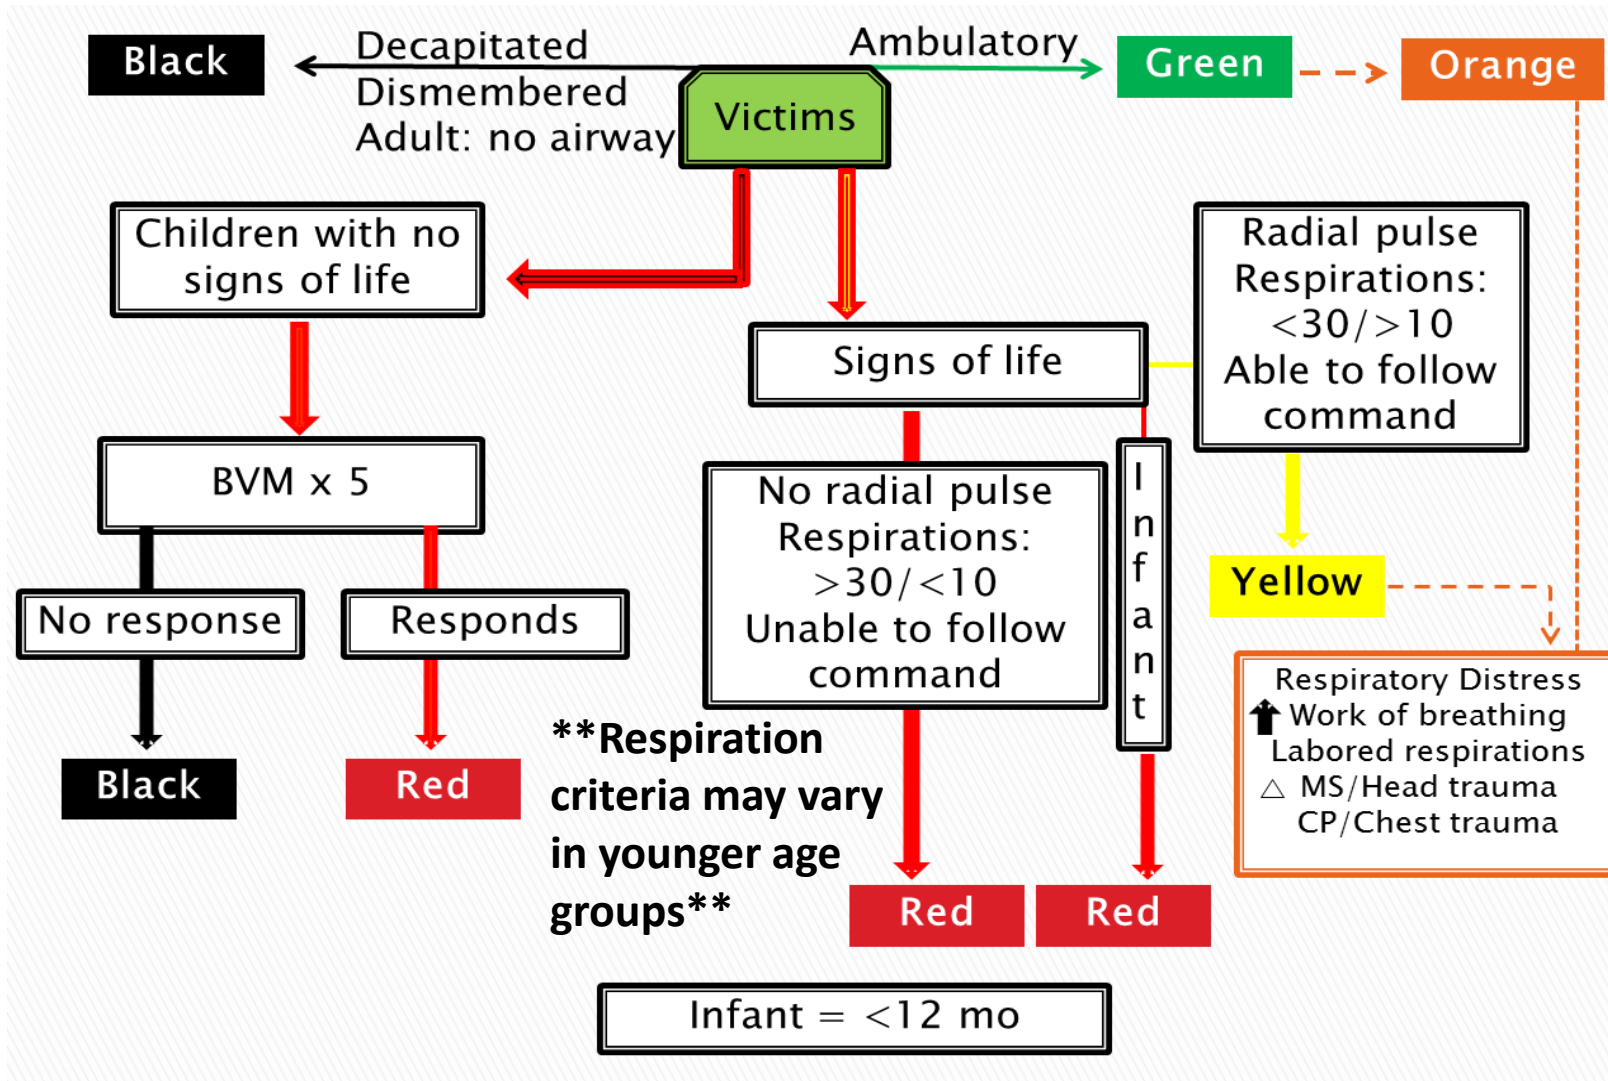 Black
Decapitated
Dismembered
Adult: no airway
Victims
Ambulatory
Green
Orange
Children with no
signs of life
Signs of life
Radial pulse
Respirations:
<30/>10
Able to follow
command
BVM x 5
No radial pulse
Respirations:
>30/<10
Unable to follow
command
Infant
Yellow
No response
Responds
Respiratory Distress
Work of breathing
Labored respirations
△ MS/Head trauma
CP/Chest trauma
Black
Red
**Respiration
criteria may vary
in younger age
groups**
Red
Red
Infant = <12 mo